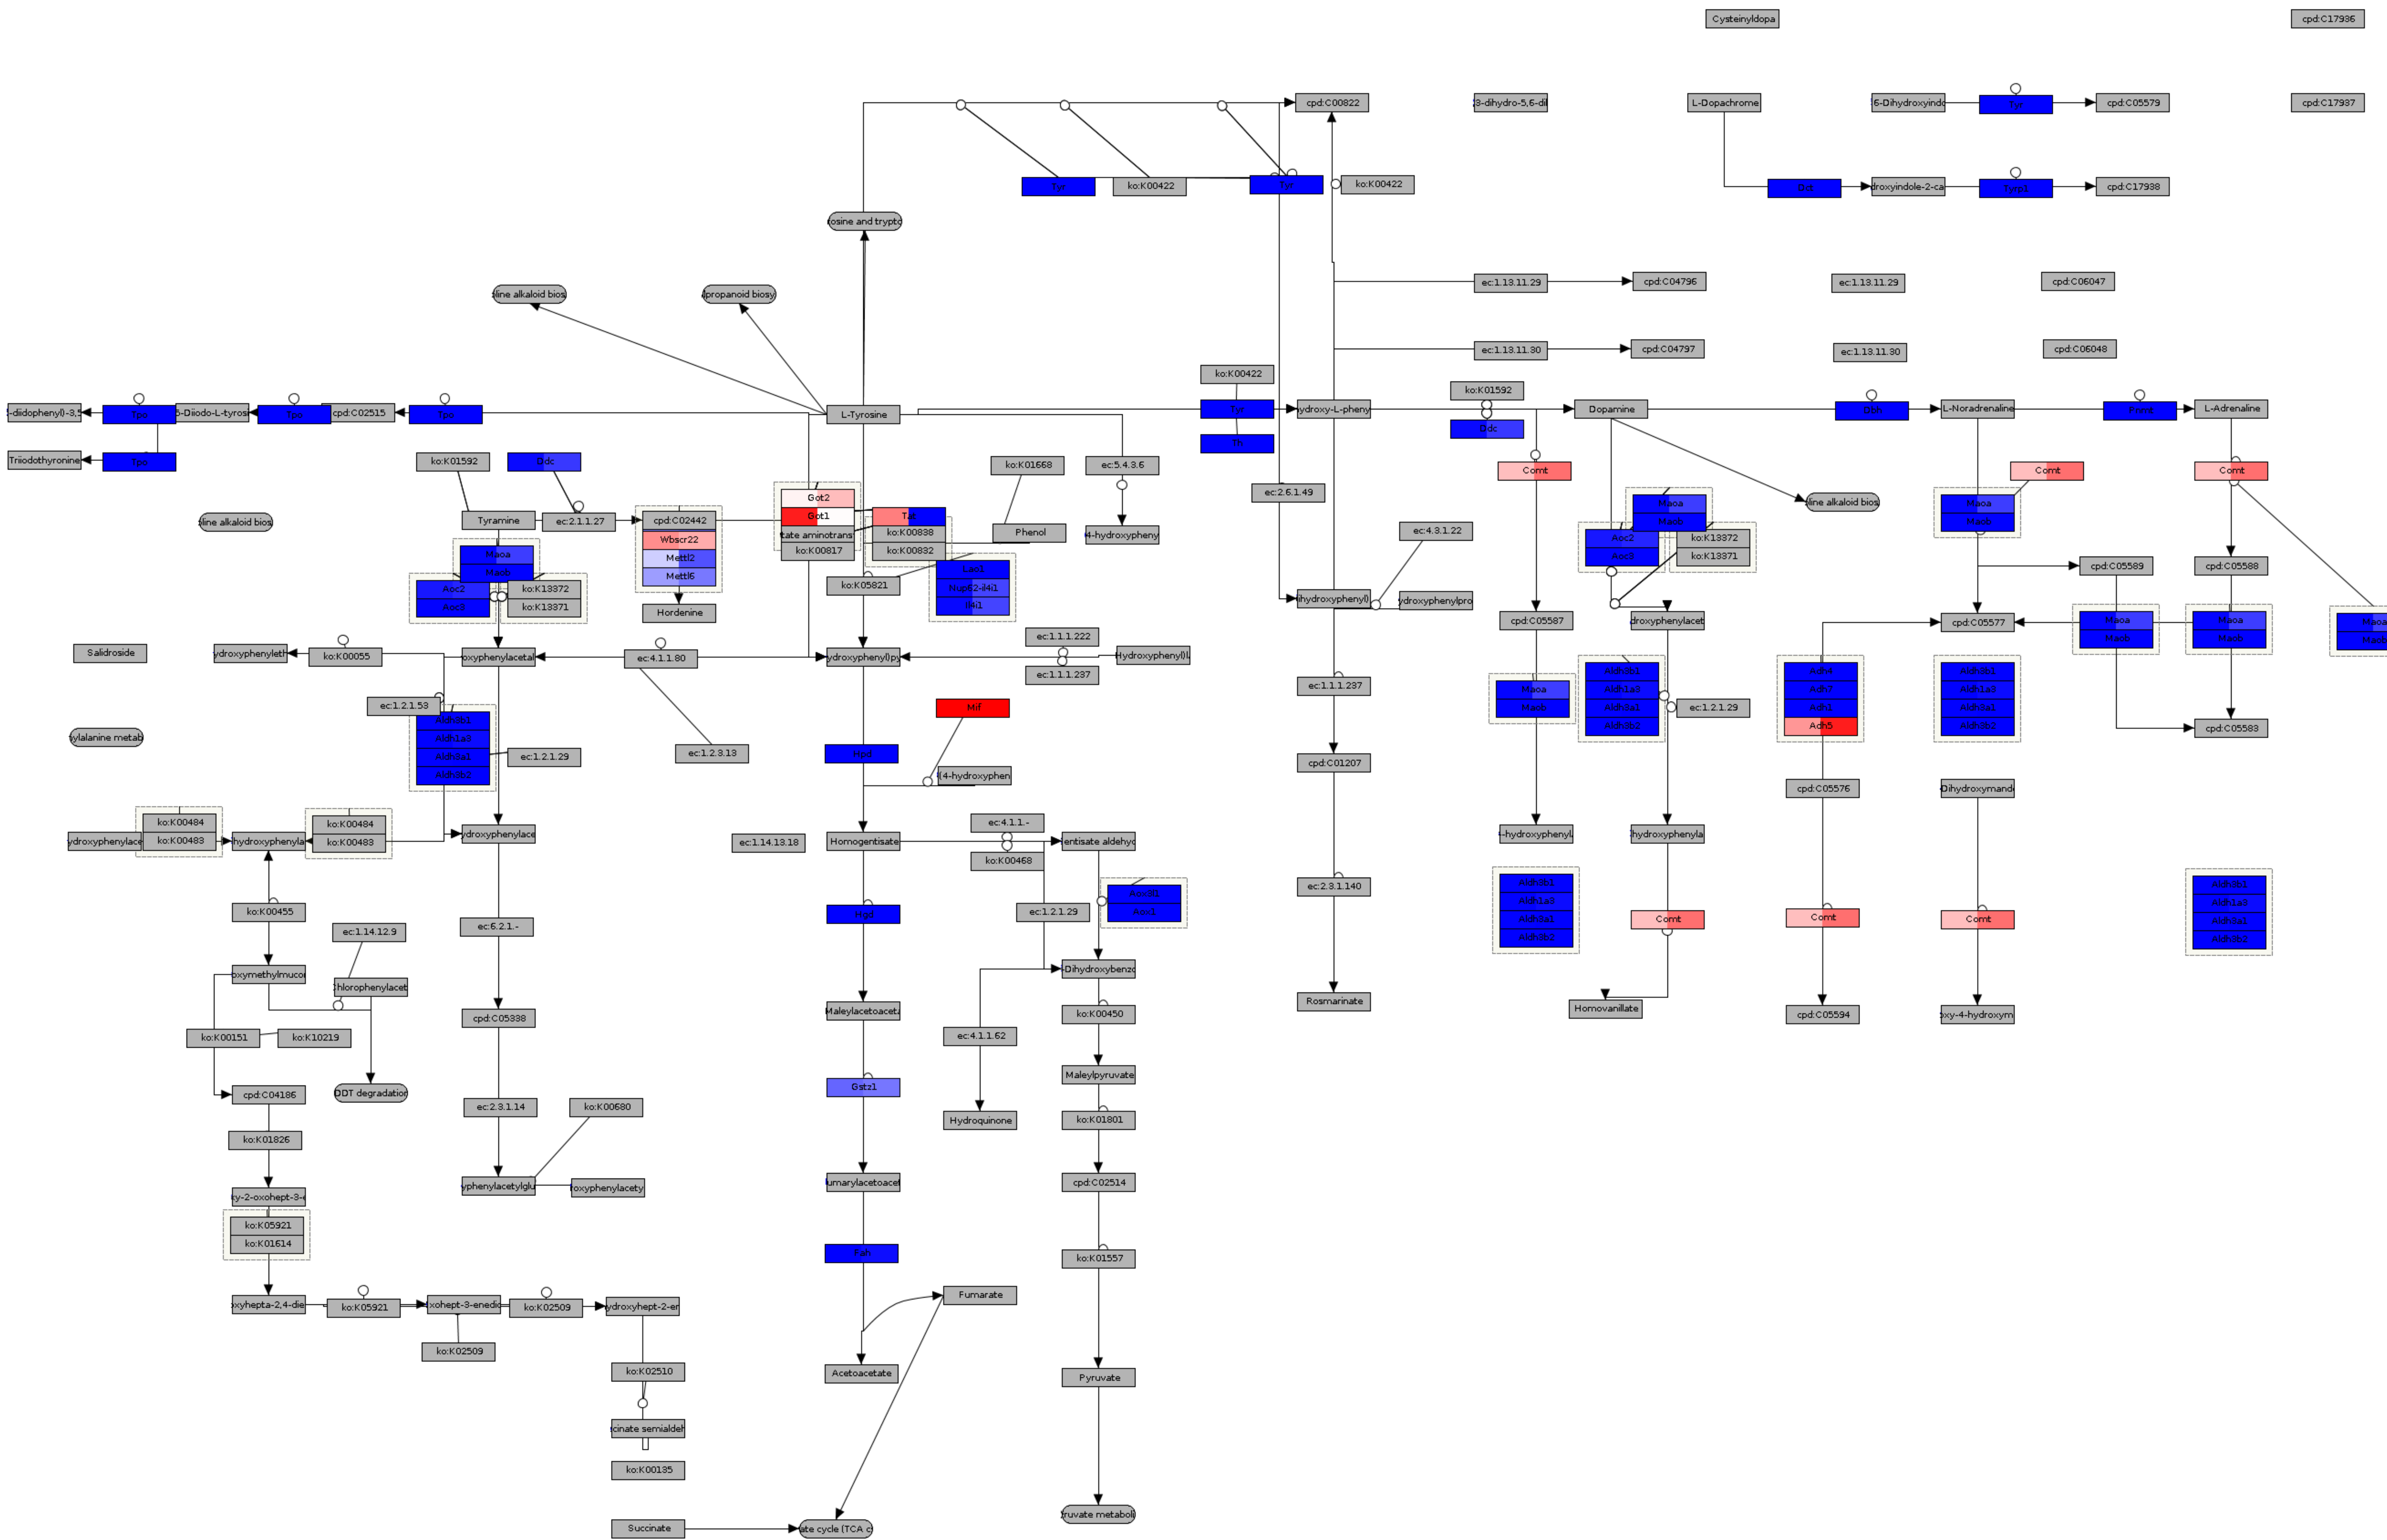 Cysteinyldopa
cpd:C17936
cpd:C00822
3-dihydro-5,6-di
L-Dopachrome
6-Dihydroxyindo
Tyr
cpd:C05579
cpd:C17937
Tyr
ko:K00422
Tyr
ko:K00422
Dct
droxyindole-2-ca
Tyrp1
cpd:C17938
rosine and trypto
line alkaloid bios
lpropanoid biosy
ec:1.13.11.29
cpd:C04796
ec:1.13.11.29
cpd:C06047
ec:1.13.11.30
cpd:C04797
ec:1.13.11.30
cpd:C06048
ko:K00422
ko:K01592
-diidophenyl)-3,5
Tpo
5-Diiodo-L-tyrosi
Tpo
cpd:C02515
Tpo
L-Tyrosine
Tyr
ydroxy-L-pheny
Dopamine
Dbh
L-Noradrenaline
Pnmt
L-Adrenaline
Ddc
Th
Triiodothyronine
Tpo
ko:K01592
Ddc
ko:K01668
ec:5.4.3.6
Comt
Comt
Comt
Got2
ec:2.6.1.49
line alkaloid bios
Maoa
Maob
Maoa
Maob
line alkaloid bios
Tyramine
ec:2.1.1.27
cpd:C02442
Got1
Tat
tate aminotrans
ko:K00838
Phenol
4-hydroxypheny
ec:4.3.1.22
Wbscr22
Mettl2
Mettl6
ko:K00817
ko:K00832
Aoc2
Aoc3
ko:K13372
ko:K13371
Maoa
Maob
Aoc2
Aoc3
ko:K13372
ko:K13371
ko:K05821
Lao1
Nup62-il4i1
Il4i1
cpd:C05589
cpd:C05588
Hordenine
ihydroxyphenyl)
ydroxyphenylpro
cpd:C05587
droxyphenylacet
cpd:C05577
Maoa
Maob
Maoa
Maob
Maoa
Maob
Salidroside
ydroxyphenyleth
ko:K00055
oxyphenylacetal
ec:4.1.1.80
ydroxyphenyl)py
ec:1.1.1.222
Hydroxyphenyl)l
ec:1.1.1.237
ec:1.1.1.237
Maoa
Maob
Aldh3b1
Aldh1a3
Aldh3a1
Aldh3b2
ec:1.2.1.29
Adh4
Adh7
Adh1
Adh5
Aldh3b1
Aldh1a3
Aldh3a1
Aldh3b2
cpd:C05583
ec:1.2.1.53
Mif
ylalanine metab
Aldh3b1
Aldh1a3
Aldh3a1
Aldh3b2
ec:1.2.1.29
ec:1.2.3.13
Hpd
(4-hydroxyphen
cpd:C01207
cpd:C05576
Dihydroxymand
ko:K00484
ko:K00483
ko:K00484
ko:K00483
ydroxyphenylace
hydroxyphenyla
ydroxyphenylace
ec:1.14.13.18
Homogentisate
ec:4.1.1.-
ko:K00468
entisate aldehyd
-hydroxyphenyl
hydroxyphenyla
Aldh3b1
Aldh1a3
Aldh3a1
Aldh3b2
Aldh3b1
Aldh1a3
Aldh3a1
Aldh3b2
ec:2.3.1.140
Aox3l1
Aox1
ko:K00455
ec:1.14.12.9
ec:6.2.1.-
Hgd
ec:1.2.1.29
Comt
Comt
Comt
oxymethylmuco
hlorophenylacet
-Dihydroxybenzo
Rosmarinate
Homovanillate
cpd:C05594
oxy-4-hydroxym
cpd:C05338
Maleylacetoaceta
ko:K00450
ko:K00151
ko:K10219
ec:4.1.1.62
Maleylpyruvate
cpd:C04186
DDT degradation
Gstz1
ec:2.3.1.14
ko:K00680
Hydroquinone
ko:K01801
ko:K01826
yphenylacetylglu
oxyphenylacety
umarylacetoacet
cpd:C02514
xy-2-oxohept-3-e
ko:K05921
ko:K01614
Fah
ko:K01557
oxyhepta-2,4-die
ko:K05921
oxohept-3-enedio
ko:K02509
ydroxyhept-2-en
Fumarate
ko:K02509
ko:K02510
Acetoacetate
Pyruvate
cinate semialdeh
ko:K00135
Succinate
ate cycle (TCA c
ruvate metaboli